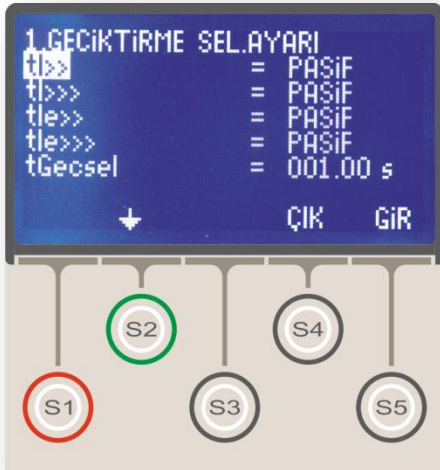 1.GECiKTiRME SEL.AYARI
tI>> = PASiF
tI>>> = PASiF
tIe>> = PASiF
tIe>>> = PASiF
tGecsel = 001.00 s
ÇIK GiR
S2 S4
S1 S3 S5